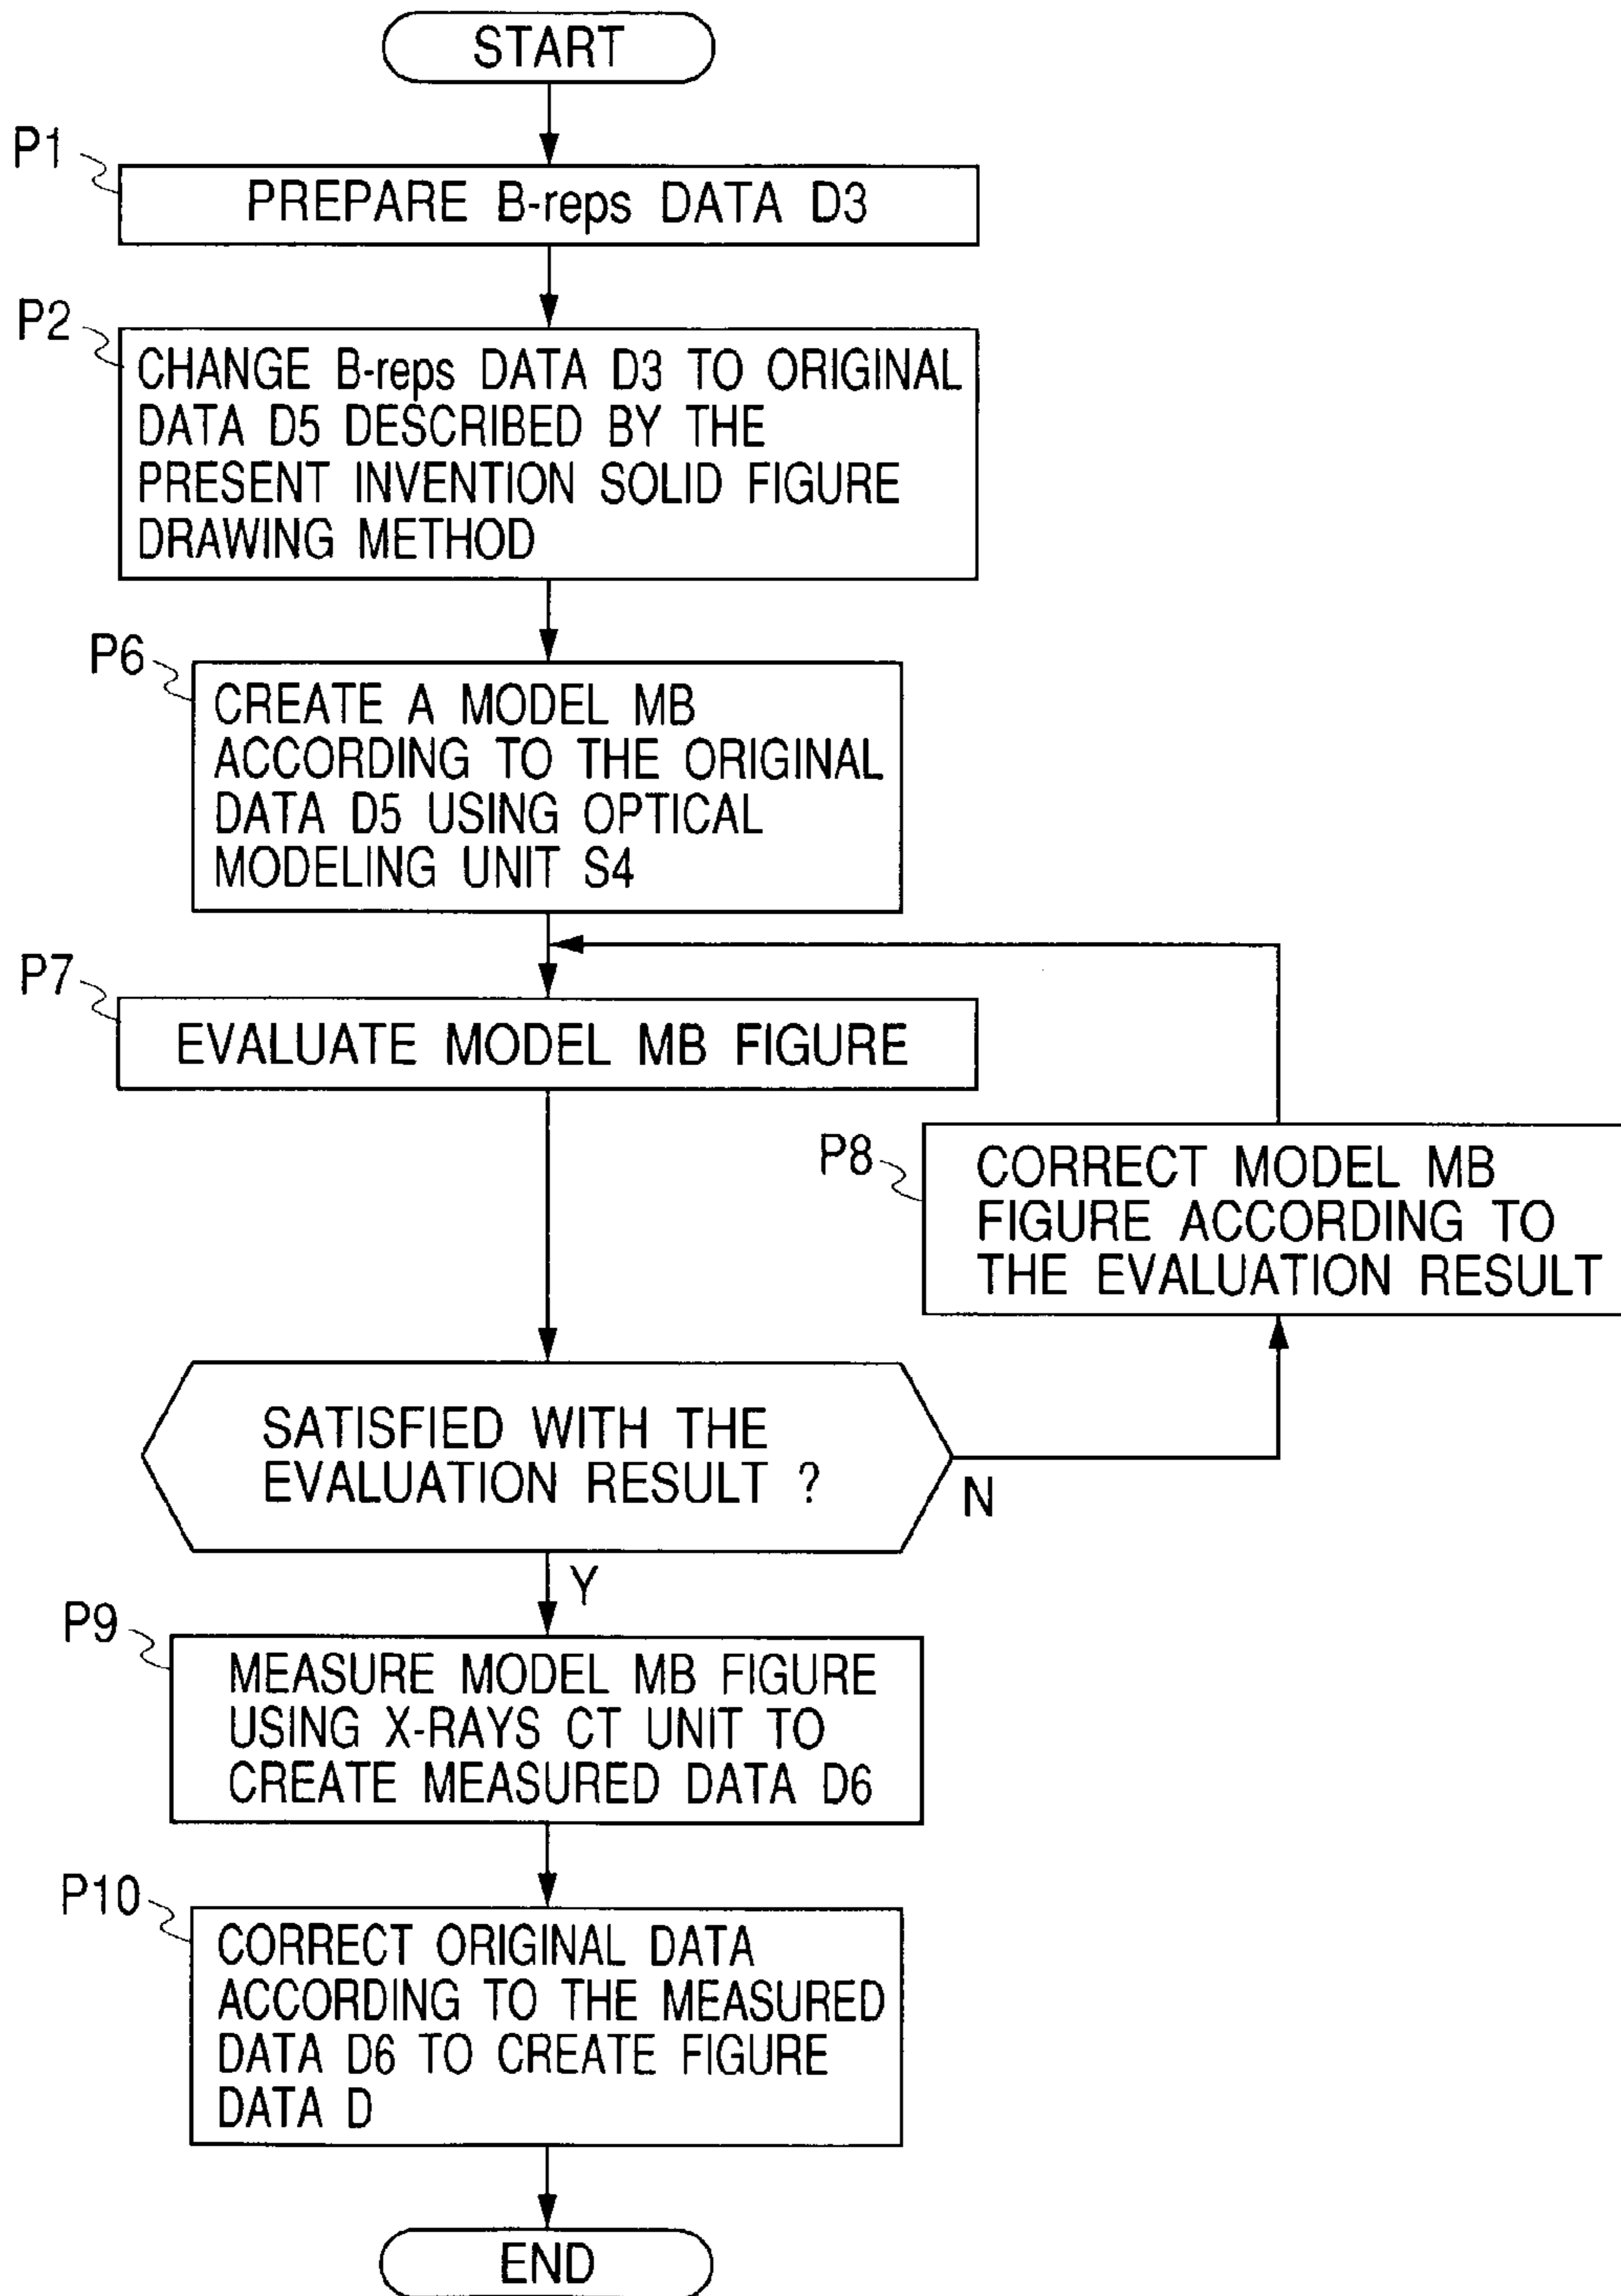 START
P1
PREPARE B-reps DATA D3
P2
CHANGE B-reps DATA D3 TO ORIGINAL
DATA D5 DESCRIBED BY THE
PRESENT INVENTION SOLID FIGURE
DRAWING METHOD
P6
CREATE A MODEL MB
ACCORDING TO THE ORIGINAL
DATA D5 USING OPTICAL
MODELING UNIT S4
P7
EVALUATE MODEL MB FIGURE
P8
CORRECT MODEL MB
FIGURE ACCORDING TO
THE EVALUATION RESULT
SATISFIED WITH THE
EVALUATION RESULT ?
N
Y
P9
MEASURE MODEL MB FIGURE
USING X-RAYS CT UNIT TO
CREATE MEASURED DATA D6
P10
CORRECT ORIGINAL DATA
ACCORDING TO THE MEASURED
DATA D6 TO CREATE FIGURE
DATA D
END